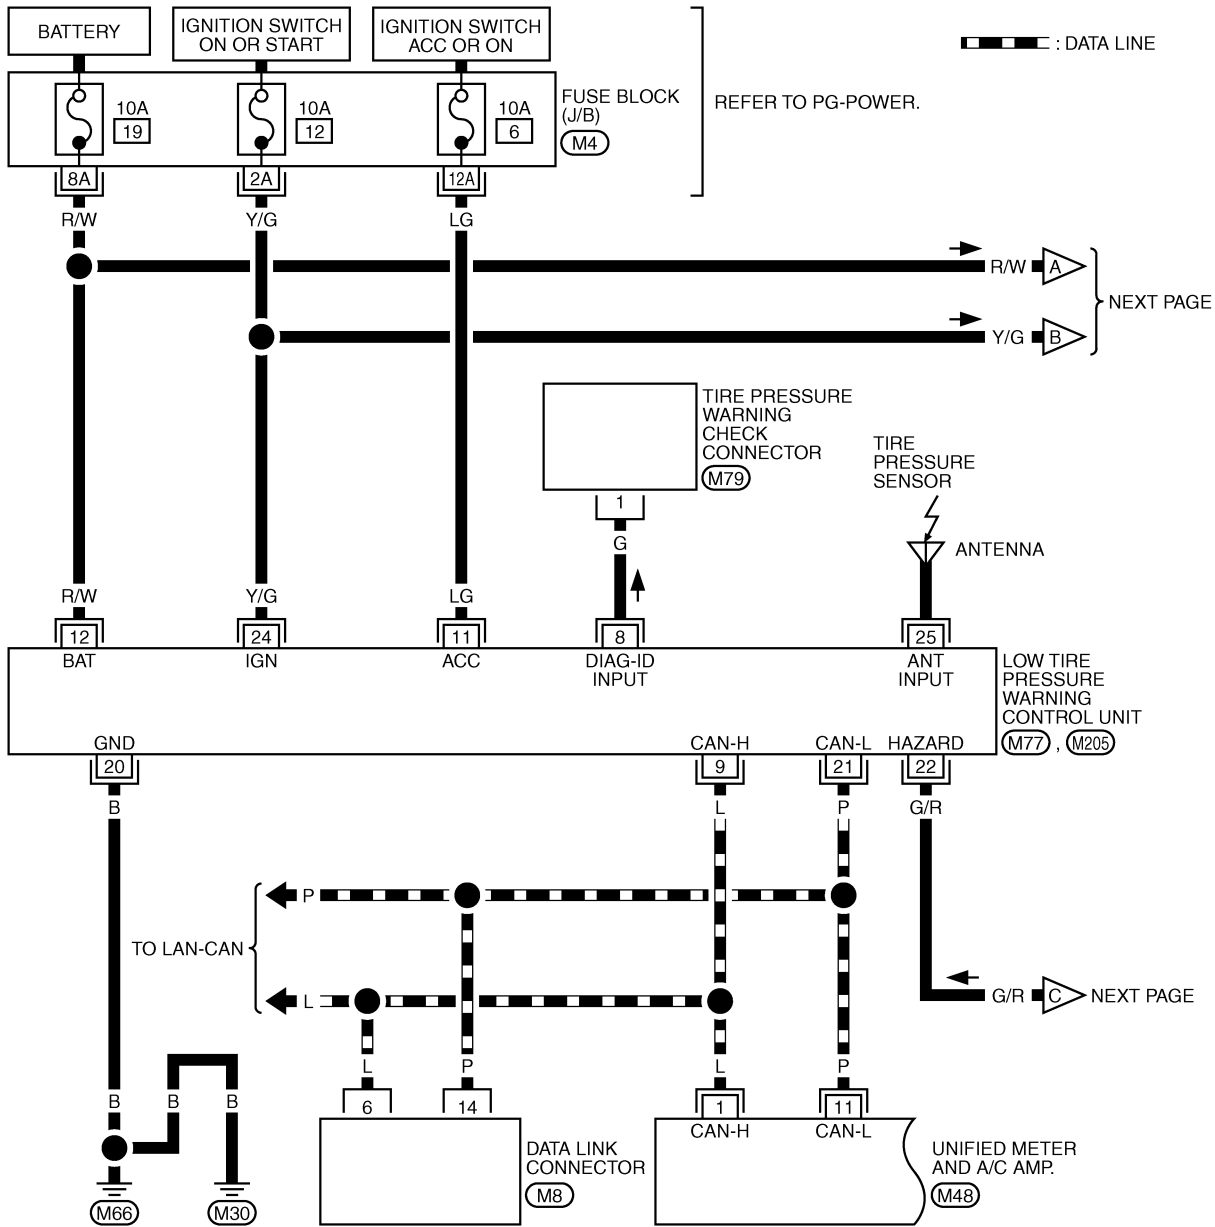 BATTERY
IGNITION SWITCH
ON OR START
IGNITION SWITCH
ACC OR ON
: DATA LINE
10A
19
10A
12
10A
6
FUSE BLOCK
(J/B)
M4
REFER TO PG-POWER.
8A
2A
12A
R/W
Y/G
LG
R/W
A
Y/G
B
NEXT PAGE
TIRE PRESSURE
WARNING
CHECK
CONNECTOR
M79
1
G
TIRE
PRESSURE
SENSOR
ANTENNA
R/W
Y/G
LG
12
24
11
8
25
BAT
IGN
ACC
DIAG-ID
INPUT
ANT
INPUT
LOW TIRE
PRESSURE
WARNING
CONTROL UNIT
M77 , M205
GND
CAN-H
CAN-L
HAZARD
20
9
21
22
B
L
P
G/R
P
TO LAN-CAN
L
G/R
C
NEXT PAGE
L
P
L
P
B
B
B
6
14
1
11
CAN-H
CAN-L
DATA LINK
CONNECTOR
M8
UNIFIED METER
AND A/C AMP.
M48
M66
M30